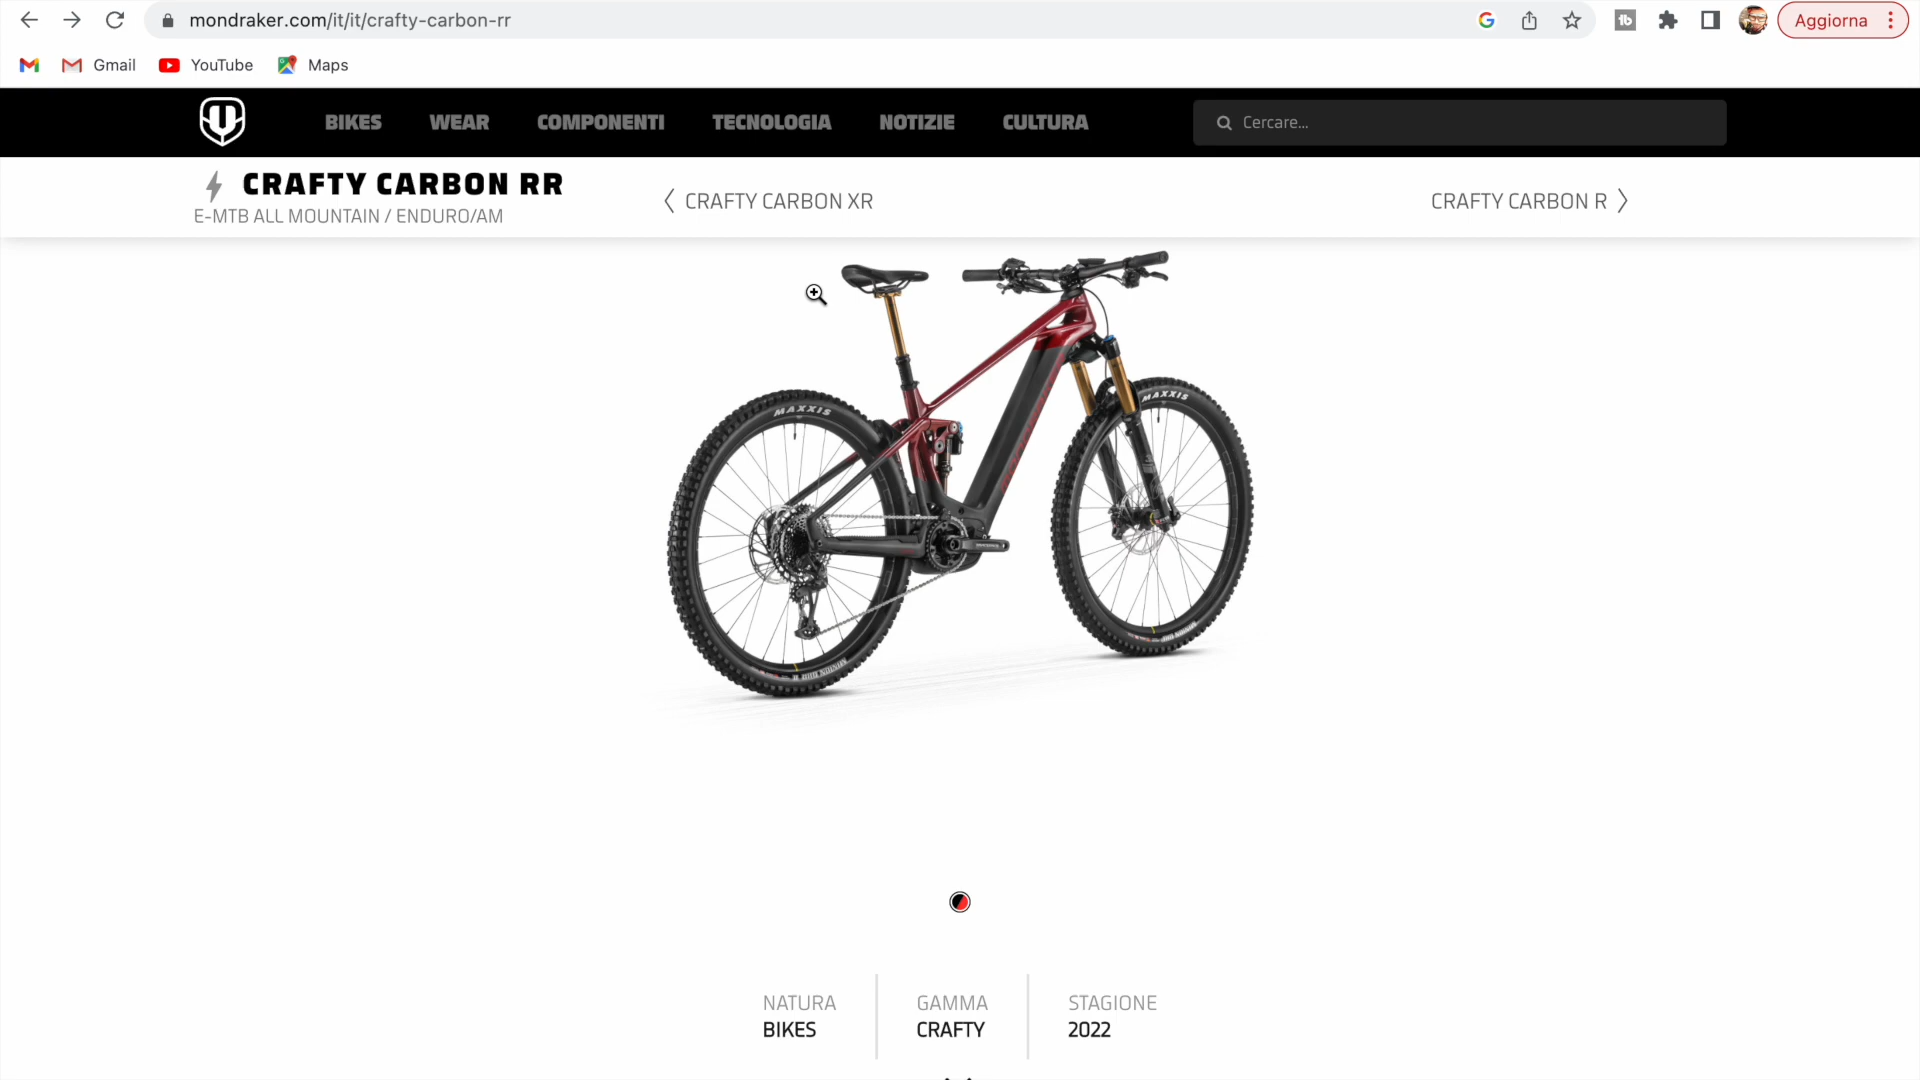 mondraker.com/it/it/crafty-carbon-rr
Aggiorna
Gmail
YouTube
Maps
BIKES
WEAR
COMPONENTI
TECNOLOGIA
NOTIZIE
CULTURA
Cercare...
CRAFTY CARBON RR
E-MTB ALL MOUNTAIN / ENDURO/AM
CRAFTY CARBON XR
CRAFTY CARBON R
MAXXIS
MAXXIS
NATURA
BIKES
GAMMA
CRAFTY
STAGIONE
2022